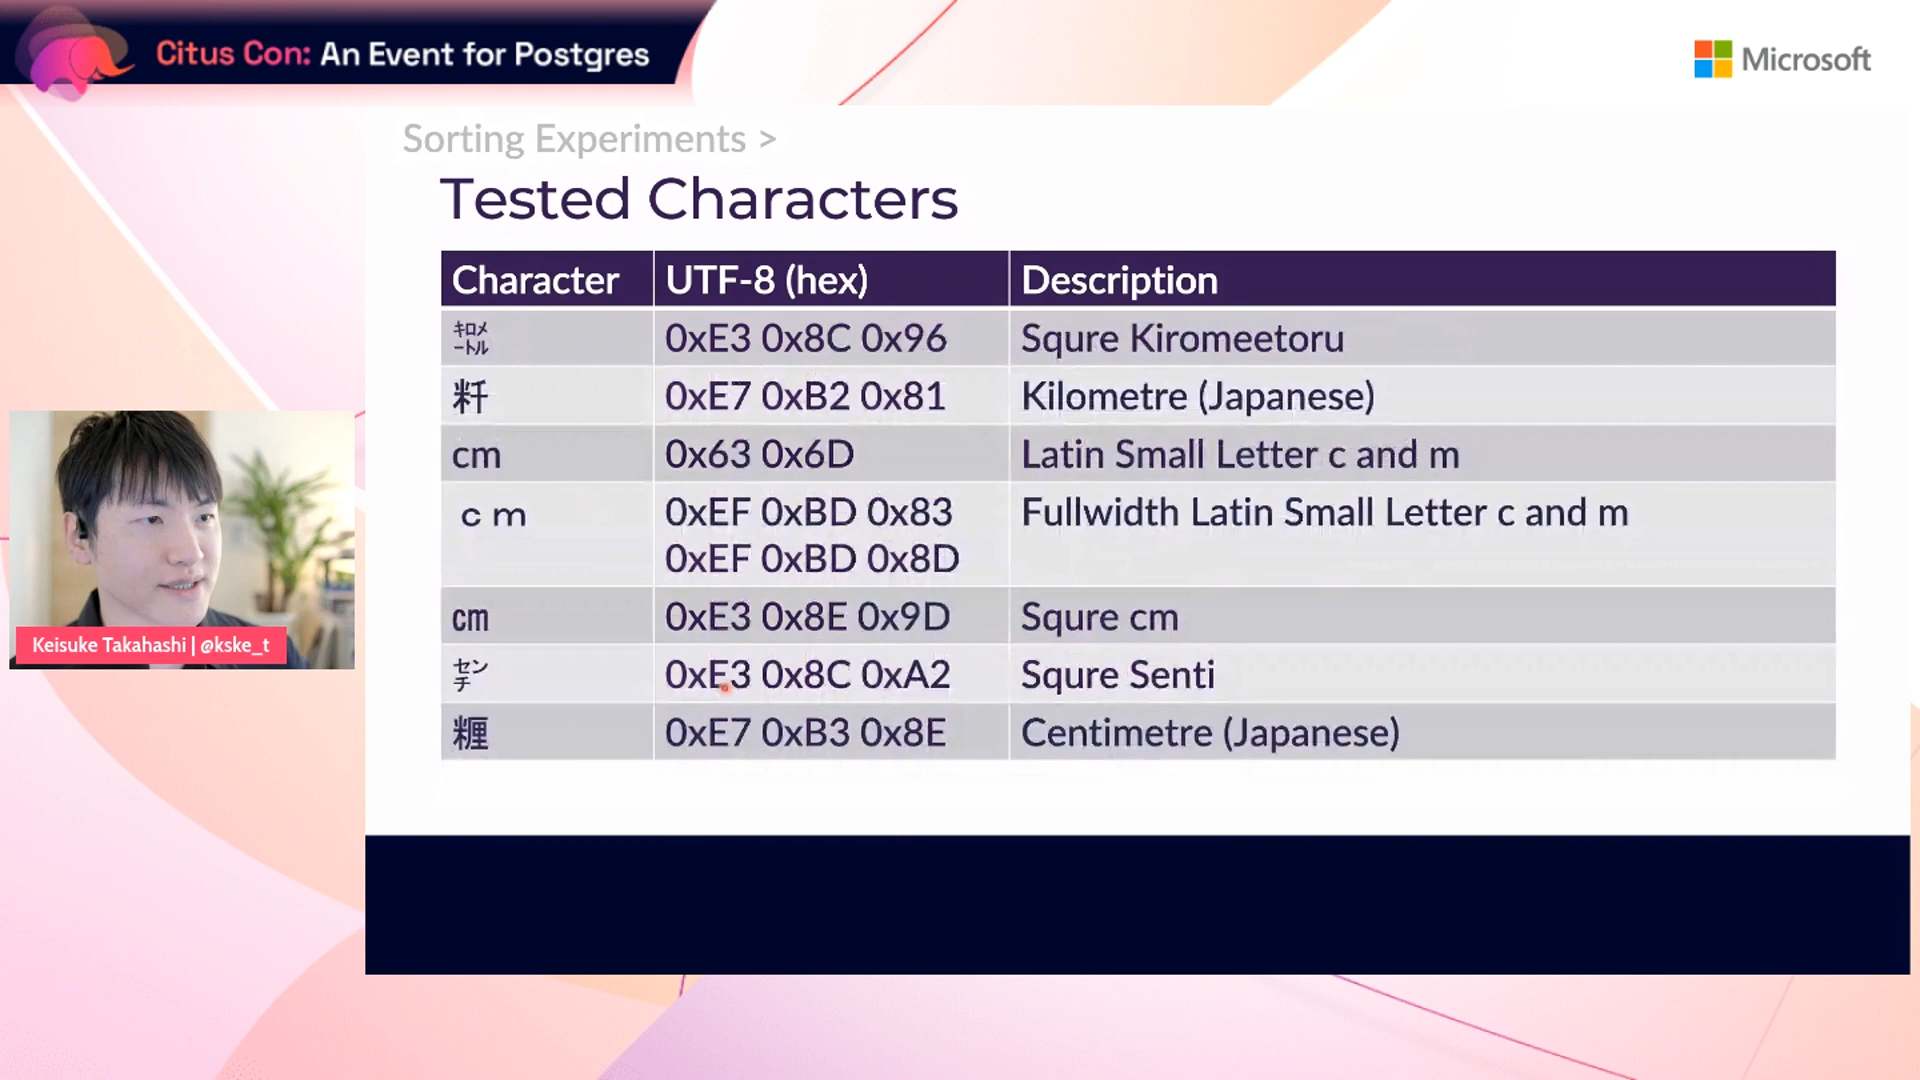 Citus Con: An Event for Postgres
Microsoft
Sorting Experiments >
Tested Characters
Character UTF-8 (hex) Description
㌖ 0xE3 0x8C 0x96 Squre Kiromeetoru
粁 0xE7 0xB2 0x81 Kilometre (Japanese)
cm 0x63 0x6D Latin Small Letter c and m
ｃｍ 0xEF 0xBD 0x83 Fullwidth Latin Small Letter c and m
0xEF 0xBD 0x8D
㎝ 0xE3 0x8E 0x9D Squre cm
㌢ 0xE3 0x8C 0xA2 Squre Senti
糎 0xE7 0xB3 0x8E Centimetre (Japanese)
Keisuke Takahashi | @kske_t